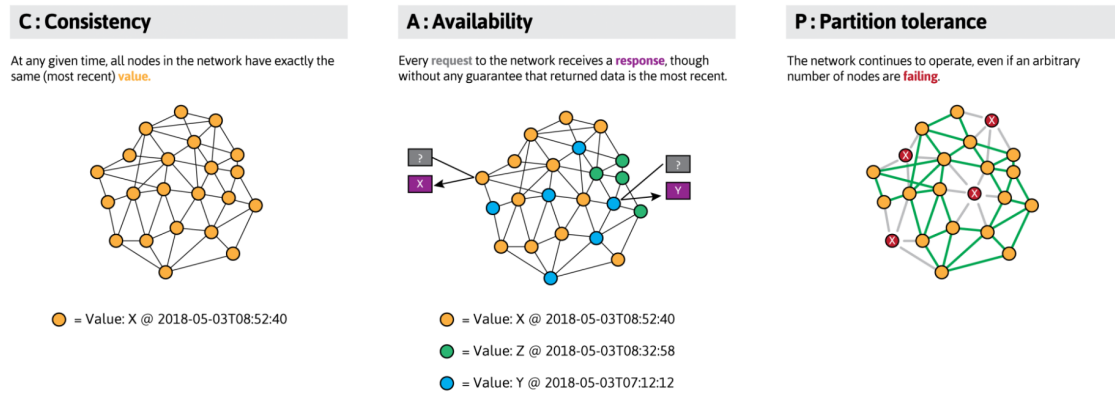 C : Consistency
At any given time, all nodes in the network have exactly the
same (most recent) value.
= Value: X @ 2018-05-03T08:52:40
A : Availability
Every request to the network receives a response, though
without any guarantee that returned data is the most recent.
?
X
?
Y
= Value: X @ 2018-05-03T08:52:40
= Value: Z @ 2018-05-03T08:32:58
= Value: Y @ 2018-05-03T07:12:12
P : Partition tolerance
The network continues to operate, even if an arbitrary
number of nodes are failing.
X
X
X
X